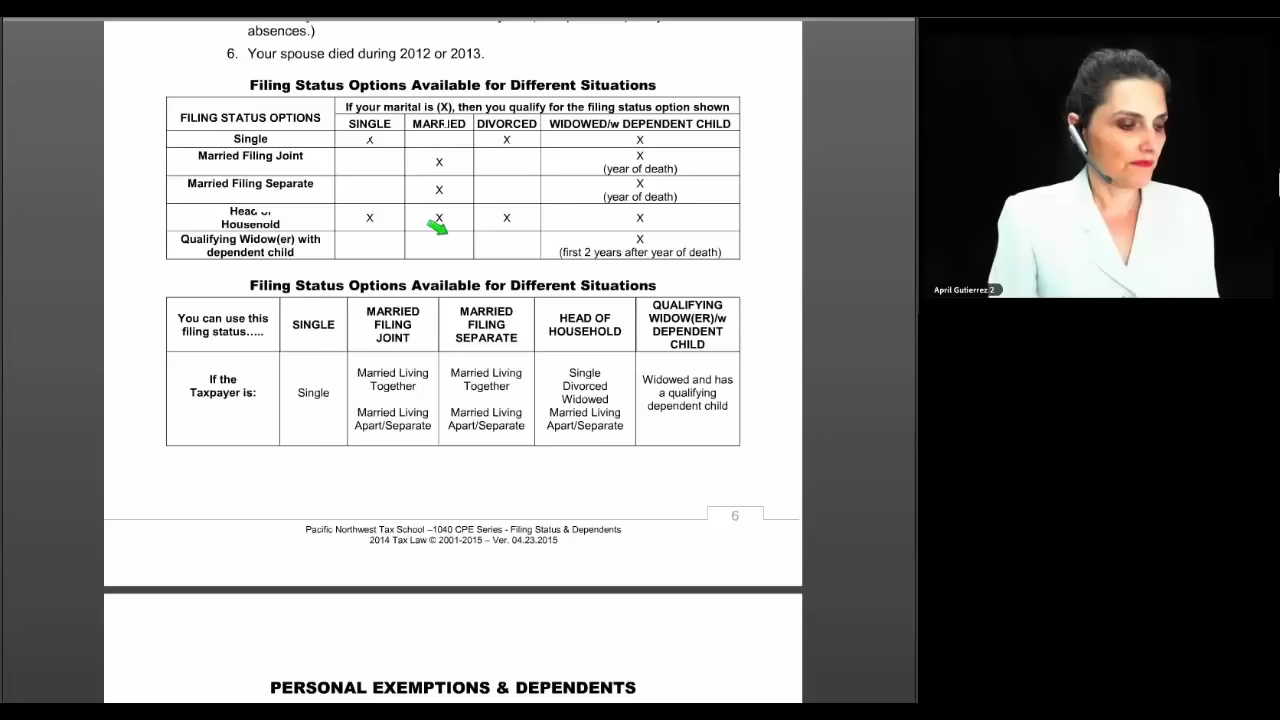 absences.)
6. Your spouse died during 2012 or 2013.
Filing Status Options Available for Different Situations
FILING STATUS OPTIONS
If your marital is (X), then you qualify for the filing status option shown
SINGLE MARRIED DIVORCED WIDOWED/w DEPENDENT CHILD
Single X X X
Married Filing Joint X X
(year of death)
Married Filing Separate X X
(year of death)
Head of
Household X X X X
Qualifying Widow(er) with
dependent child
X
(first 2 years after year of death)
Filing Status Options Available for Different Situations
You can use this
filing status…..
SINGLE
MARRIED
FILING
JOINT
MARRIED
FILING
SEPARATE
HEAD OF
HOUSEHOLD
QUALIFYING
WIDOW(ER)/w
DEPENDENT
CHILD
If the
Taxpayer is:
Single
Married Living
Together
Married Living
Apart/Separate
Married Living
Together
Married Living
Apart/Separate
Single
Divorced
Widowed
Married Living
Apart/Separate
Widowed and has
a qualifying
dependent child
6
Pacific Northwest Tax School –1040 CPE Series - Filing Status & Dependents
2014 Tax Law © 2001-2015 – Ver. 04.23.2015
PERSONAL EXEMPTIONS & DEPENDENTS
April Gutierrez 2